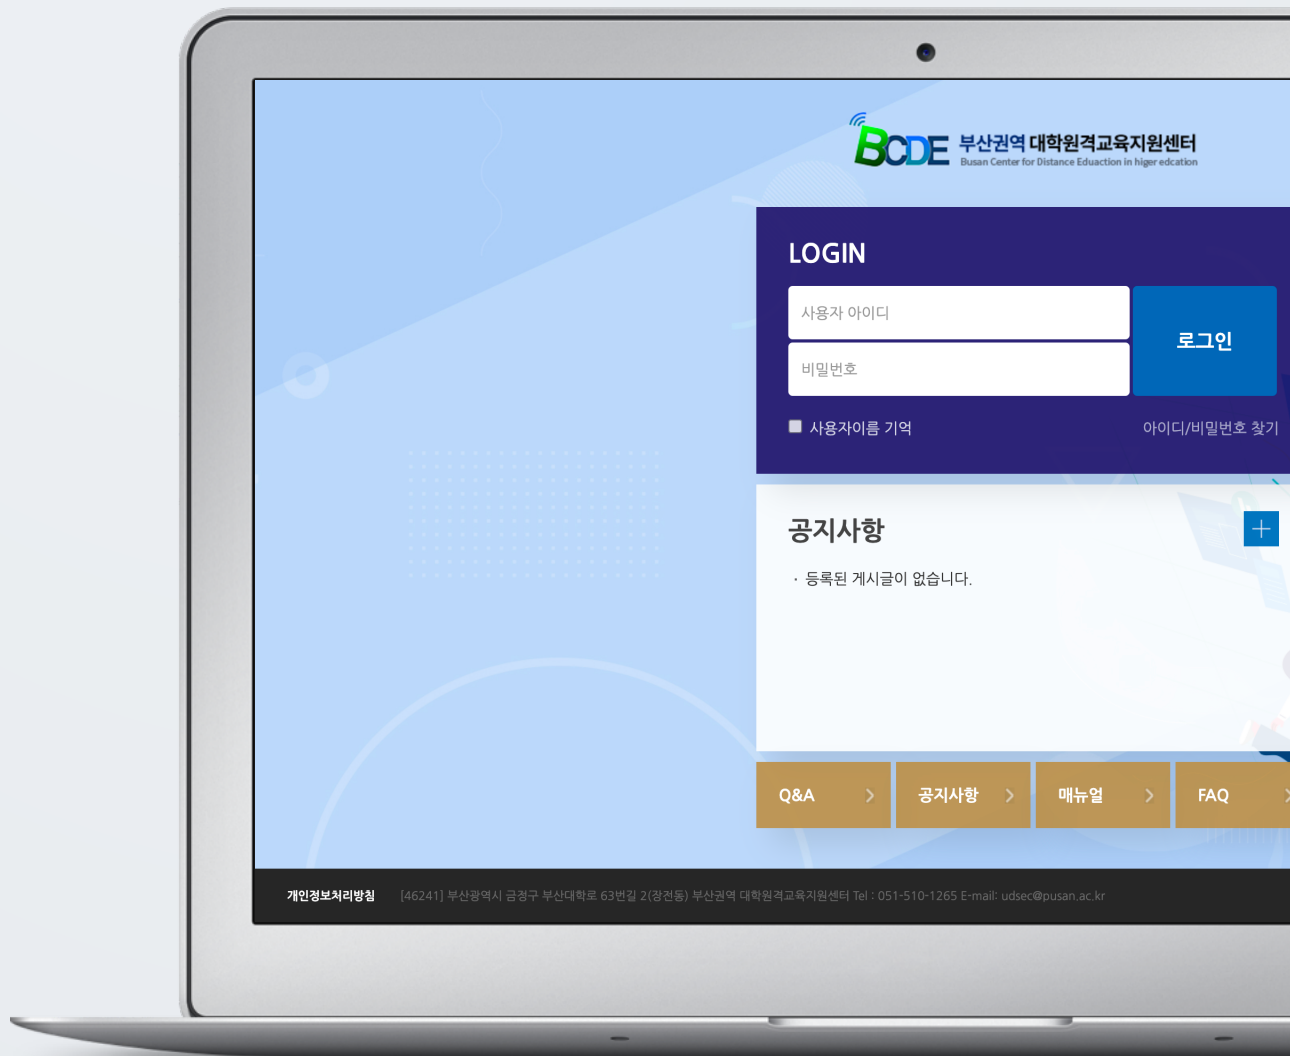 BCDE 부산권역 대학원격교육지원센터
Busan Center for Distance Eduaction in higer edcation
LOGIN
사용자 아이디
비밀번호
로그인
사용자이름 기억
아이디/비밀번호 찾기
공지사항
· 등록된 게시글이 없습니다.
Q&A
공지사항
매뉴얼
FAQ
개인정보처리방침 [46241] 부산광역시 금정구 부산대학로 63번길 2(장전동) 부산권역 대학원격교육지원센터 Tel : 051-510-1265 E-mail: udsec@pusan.ac.kr